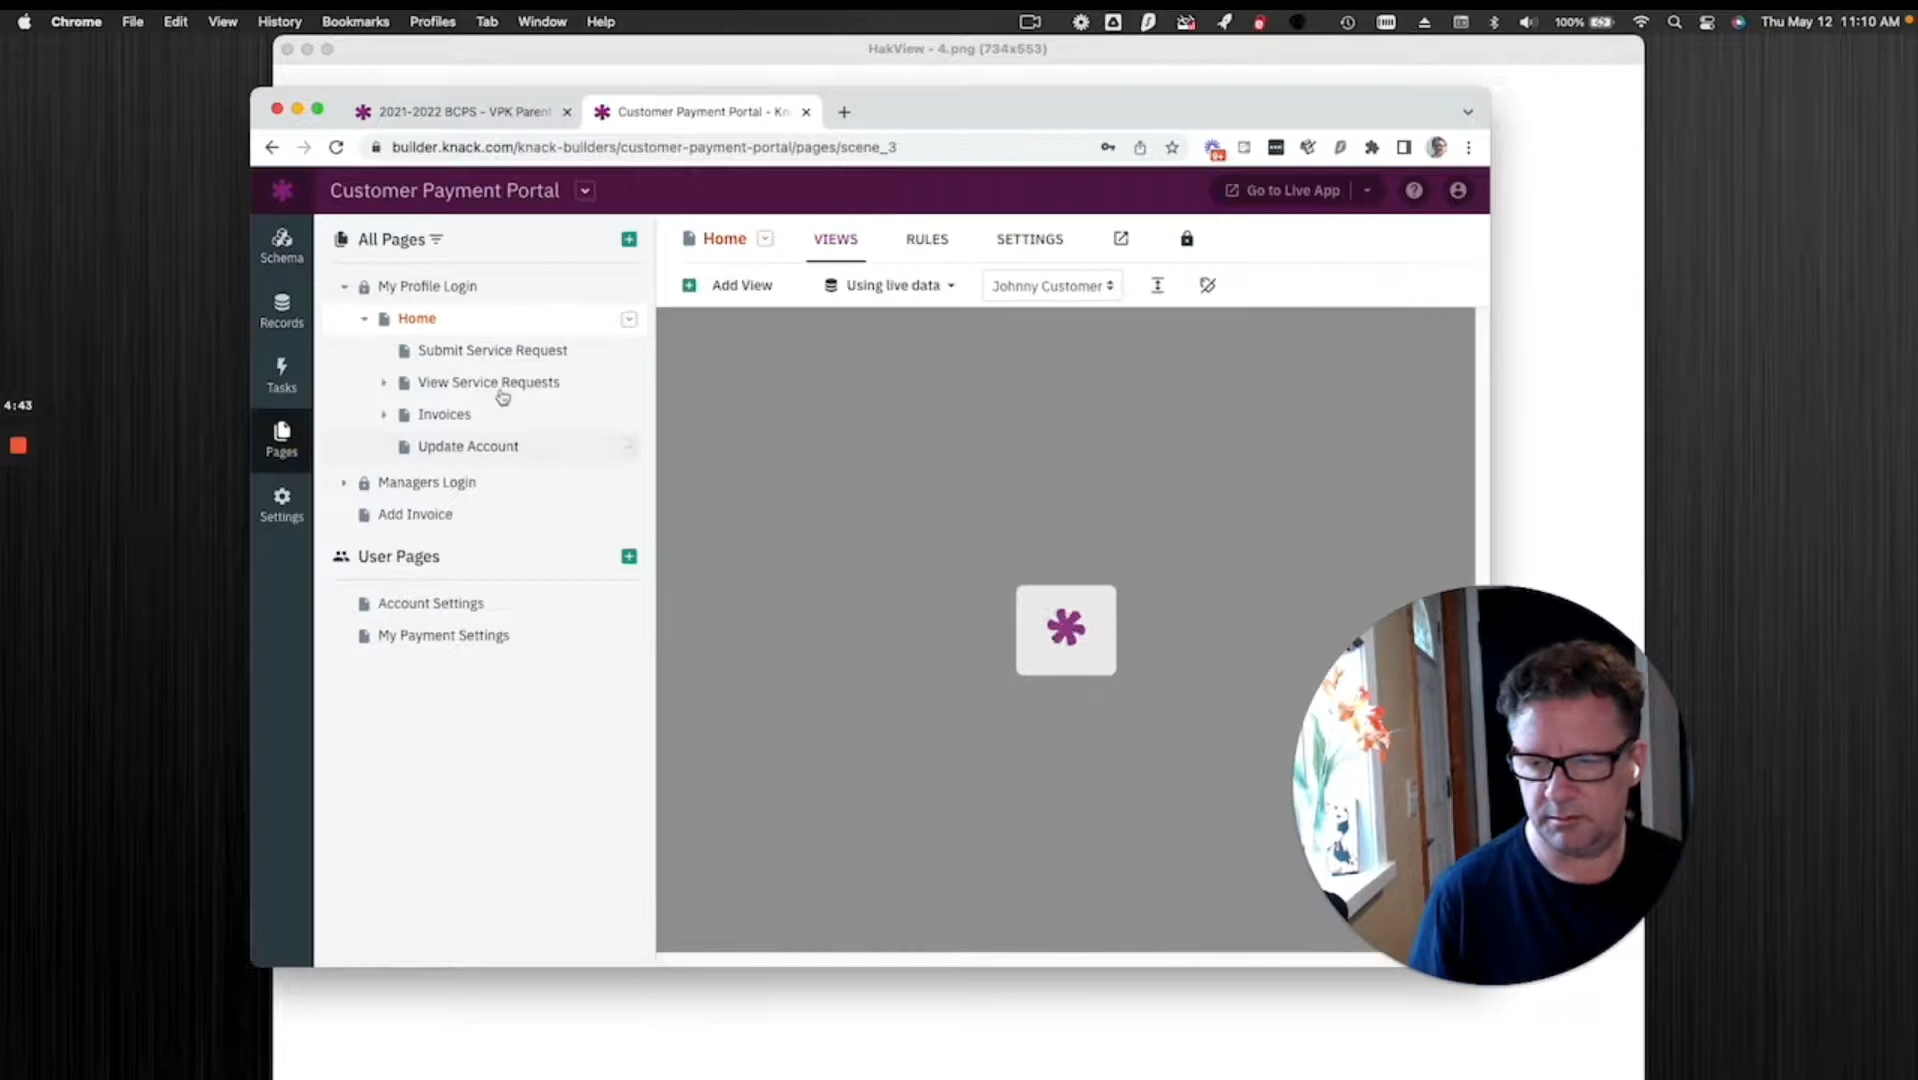 Chrome File Edit View History Bookmarks Profiles Tab Window Help 100% Thu May 12 11:10 AM
HakView - 4.png (734x553)
2021-2022 BCPS - VPK Parent Customer Payment Portal - Kn
builder.knack.com/knack-builders/customer-payment-portal/pages/scene_3
9+
Customer Payment Portal Go to Live App
Schema
Records
Tasks
Pages
Settings
All Pages
My Profile Login
Home
Submit Service Request
View Service Requests
Invoices
Update Account
Managers Login
Add Invoice
User Pages
Account Settings
My Payment Settings
Home VIEWS RULES SETTINGS
Add View Using live data Johnny Customer
4:43